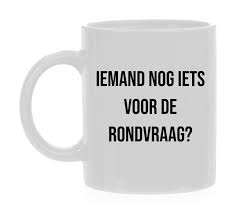 IEMAND NOG IETS
VOOR DE
RONDVRAAG?